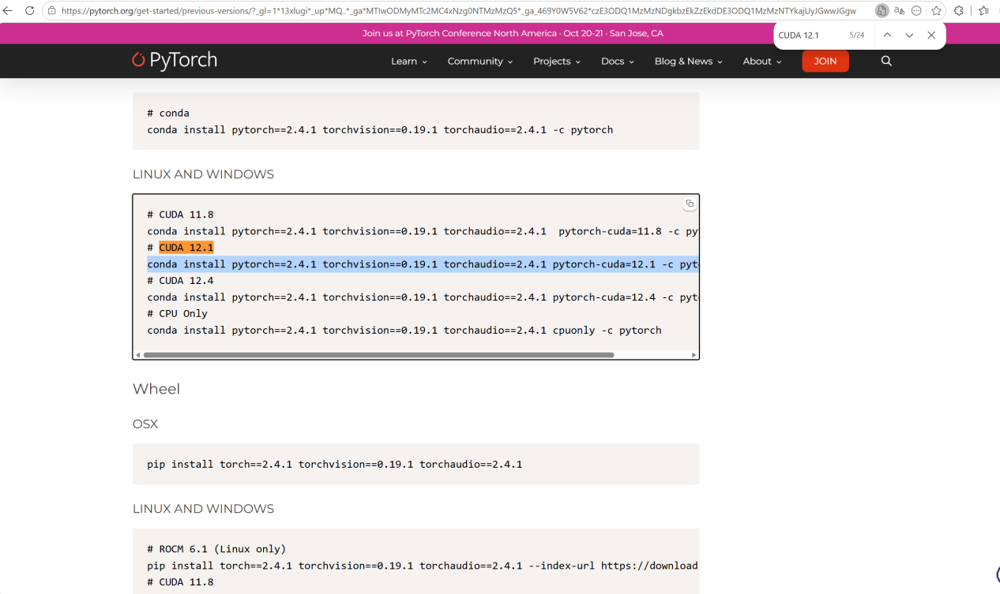 https://pytorch.org/get-started/previous-versions/?_gl=1*13xlugi*_up*MQ..*_ga*MTIwODMyMTc2MC4xNzg0NTMzMzQ5*_ga_469Y0W5V62*czE3ODQ1MzMzNDgkbzEkZzEkdDE3ODQ1MzMzNTYkajUyJGwwJGgw
Join us at PyTorch Conference North America · Oct 20-21 · San Jose, CA
CUDA 12.1 5/24
PyTorch Learn Community Projects Docs Blog & News About JOIN
# conda
conda install pytorch==2.4.1 torchvision==0.19.1 torchaudio==2.4.1 -c pytorch
LINUX AND WINDOWS
# CUDA 11.8
conda install pytorch==2.4.1 torchvision==0.19.1 torchaudio==2.4.1  pytorch-cuda=11.8 -c py
# CUDA 12.1
conda install pytorch==2.4.1 torchvision==0.19.1 torchaudio==2.4.1 pytorch-cuda=12.1 -c pyt
# CUDA 12.4
conda install pytorch==2.4.1 torchvision==0.19.1 torchaudio==2.4.1 pytorch-cuda=12.4 -c pyt
# CPU Only
conda install pytorch==2.4.1 torchvision==0.19.1 torchaudio==2.4.1 cpuonly -c pytorch
Wheel
OSX
pip install torch==2.4.1 torchvision==0.19.1 torchaudio==2.4.1
LINUX AND WINDOWS
# ROCM 6.1 (Linux only)
pip install torch==2.4.1 torchvision==0.19.1 torchaudio==2.4.1 --index-url https://download
# CUDA 11.8